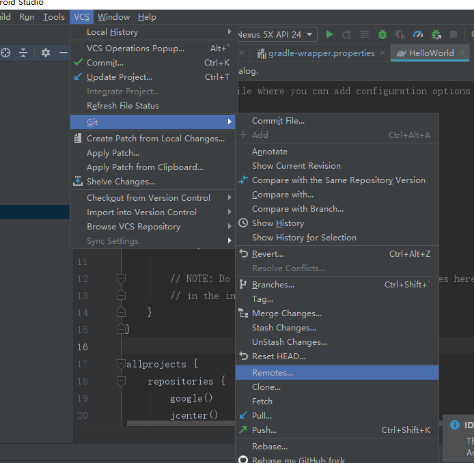 ndroid Studio
uild Run Tools VCS Window Help
Nexus 5X API 24
gradle-wrapper.properties × HelloWorld ×
Local History
VCS Operations Popup... Alt+`
Commit... Ctrl+K
Update Project... Ctrl+T
Integrate Project...
Refresh File Status
Git
Create Patch from Local Changes...
Apply Patch...
Apply Patch from Clipboard...
Shelve Changes...
Checkout from Version Control
Import into Version Control
Browse VCS Repository
Sync Settings
alog.
ile where you can add configuration options
Commit File...
Add Ctrl+Alt+A
Annotate
Show Current Revision
Compare with the Same Repository Version
Compare with...
Compare with Branch...
Show History
Show History for Selection
Revert... Ctrl+Alt+Z
Resolve Conflicts...
Branches... Ctrl+Shift+`
Tag...
Merge Changes...
Stash Changes...
UnStash Changes...
Reset HEAD...
Remotes...
Clone...
Fetch
Pull...
Push... Ctrl+Shift+K
Rebase...
Rebase my GitHub fork
11
12 // NOTE: Do es here
13 // in the in
14 }
15 }
16
17 allprojects {
18 repositories {
19 google()
20 jcenter()
ID
Th
A